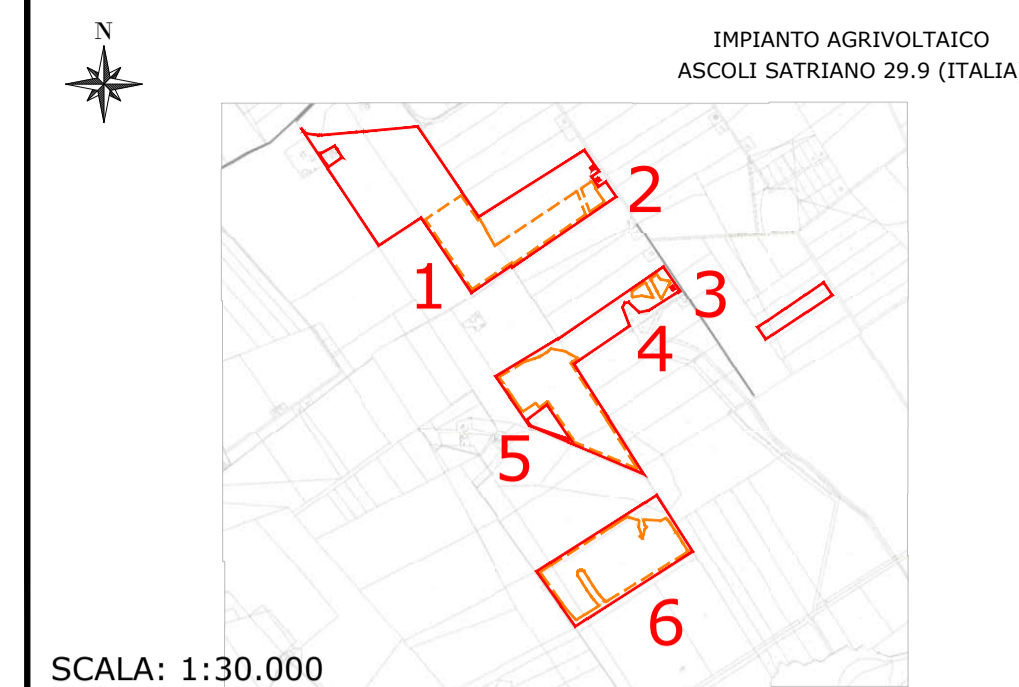 N
IMPIANTO AGRIVOLTAICO
ASCOLI SATRIANO 29.9 (ITALIA
2
1
3
4
5
6
SCALA: 1:30.000